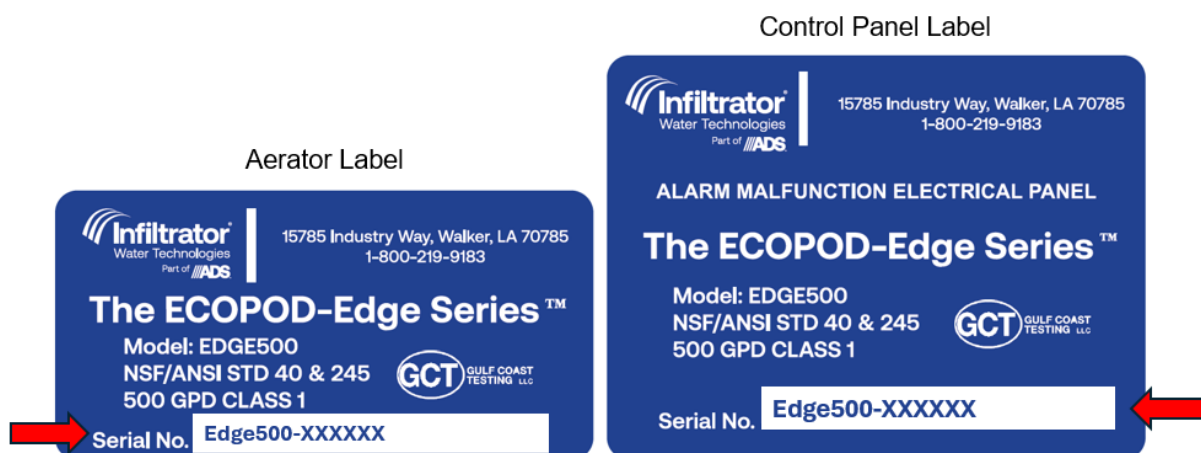 Control Panel Label
Infiltrator®
Water Technologies
Part of ADS
15785 Industry Way, Walker, LA 70785
1-800-219-9183
ALARM MALFUNCTION ELECTRICAL PANEL
The ECOPOD-Edge Series™
Model: EDGE500
NSF/ANSI STD 40 & 245
500 GPD CLASS 1
GCT GULF COAST
TESTING LLC
Serial No. Edge500-XXXXXX
Aerator Label
Infiltrator®
Water Technologies
Part of ADS
15785 Industry Way, Walker, LA 70785
1-800-219-9183
The ECOPOD-Edge Series™
Model: EDGE500
NSF/ANSI STD 40 & 245
500 GPD CLASS 1
GCT GULF COAST
TESTING LLC
Serial No. Edge500-XXXXXX